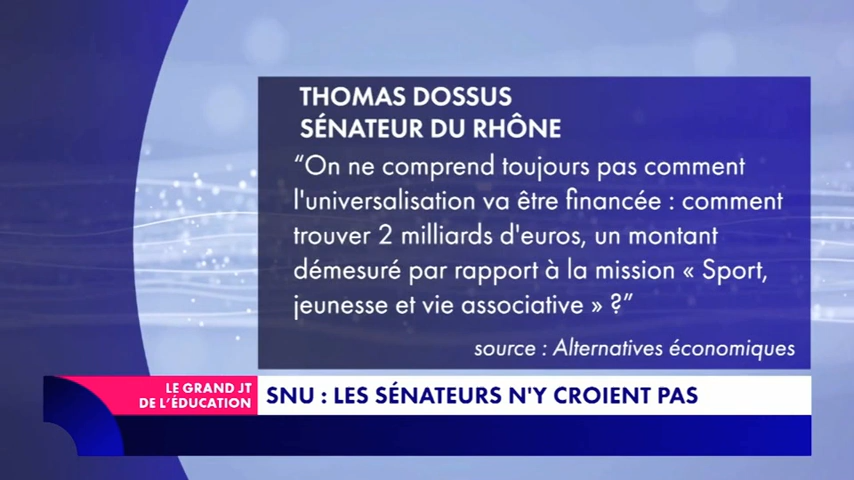 THOMAS DOSSUS
SÉNATEUR DU RHÔNE
“On ne comprend toujours pas comment
l'universalisation va être financée : comment
trouver 2 milliards d'euros, un montant
démesuré par rapport à la mission « Sport,
jeunesse et vie associative » ?”
source : Alternatives économiques
LE GRAND JT
DE L'ÉDUCATION
SNU : LES SÉNATEURS N'Y CROIENT PAS